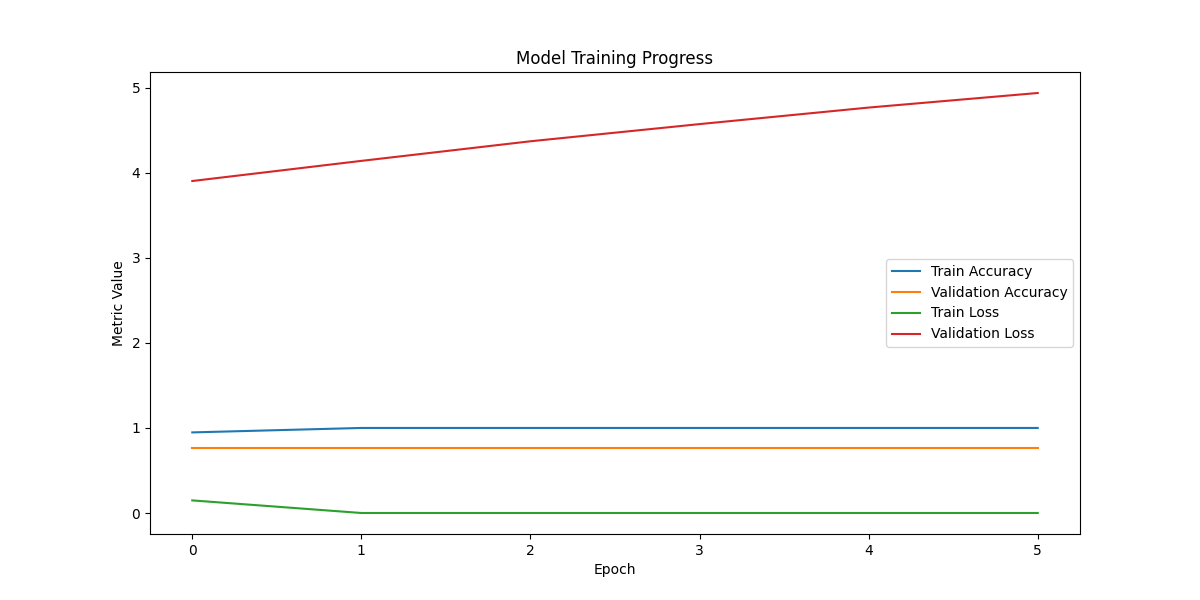 Model Training Progress
5
4
3
2
1
0
Metric Value
Train Accuracy
Validation Accuracy
Train Loss
Validation Loss
0 1 2 3 4 5
Epoch